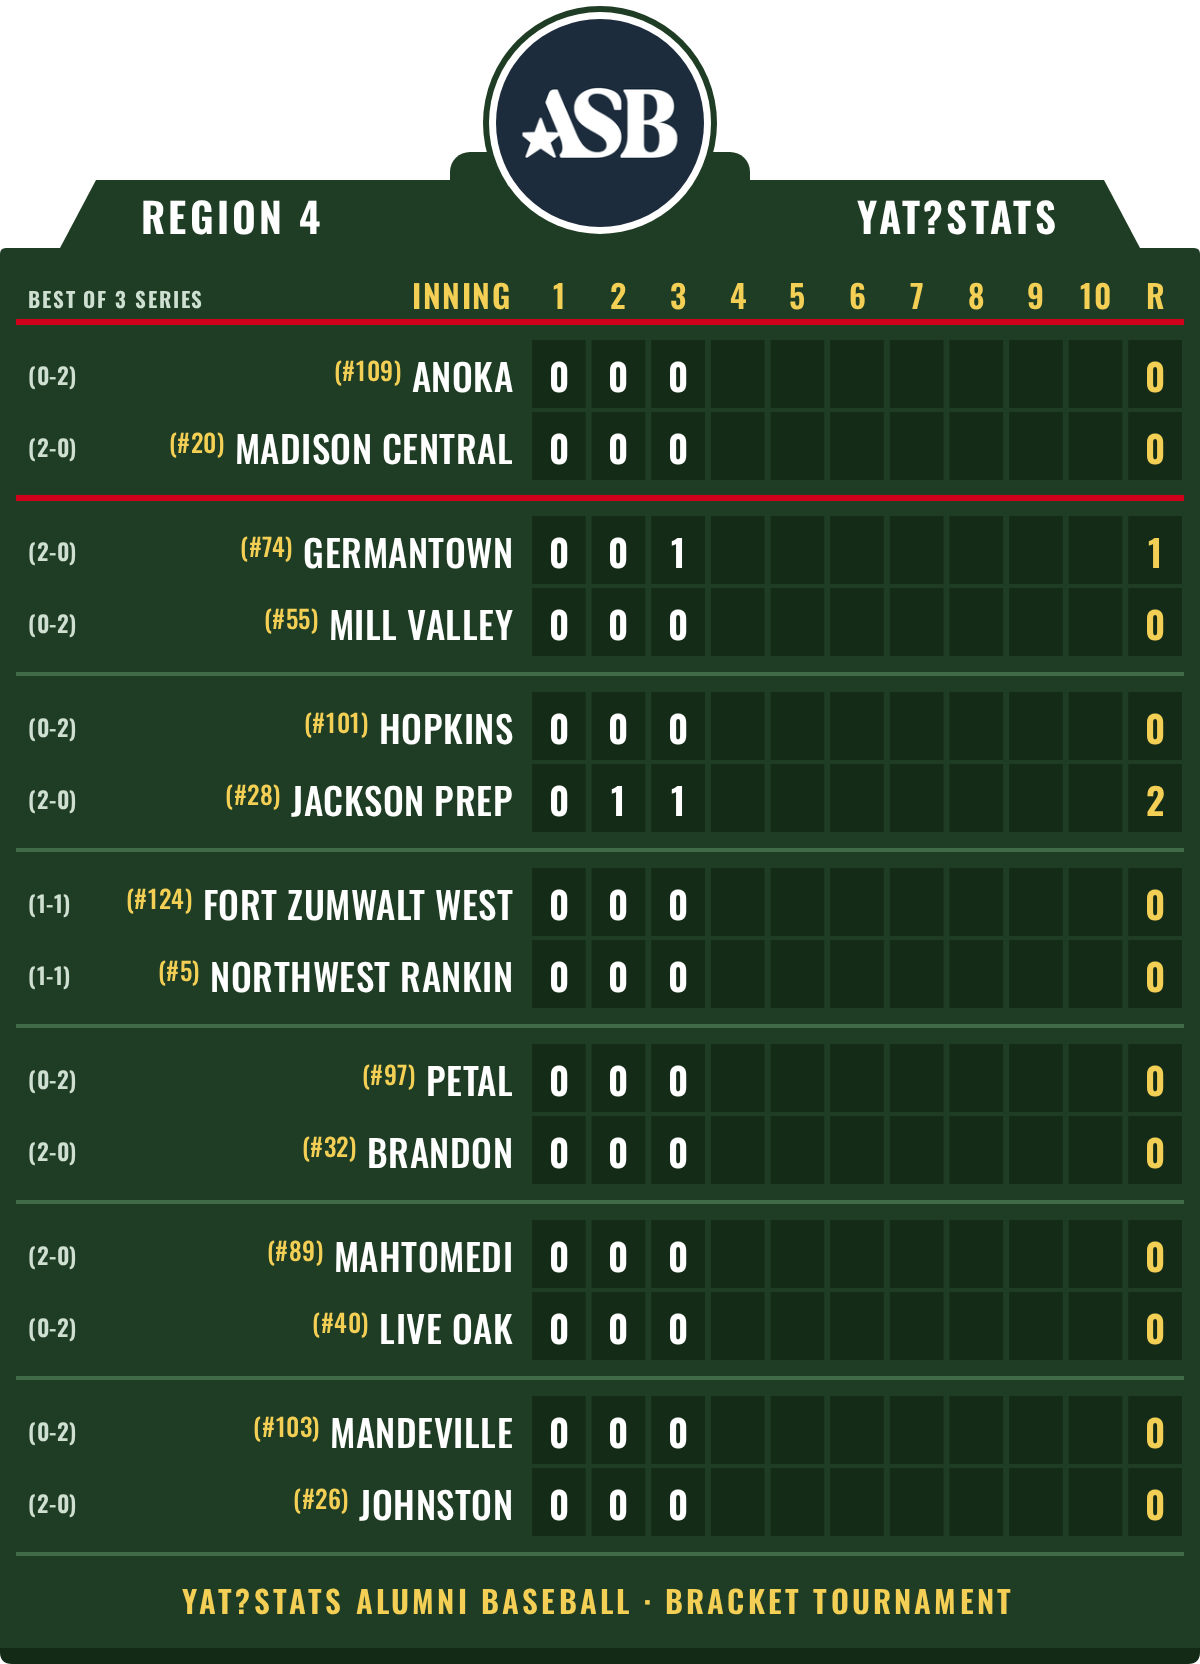 ASB
REGION 4 YAT?STATS
BEST OF 3 SERIES INNING 1 2 3 4 5 6 7 8 9 10 R
(0-2) (#109) ANOKA 0 0 0 0
(2-0) (#20) MADISON CENTRAL 0 0 0 0
(2-0) (#74) GERMANTOWN 0 0 1 1
(0-2) (#55) MILL VALLEY 0 0 0 0
(0-2) (#101) HOPKINS 0 0 0 0
(2-0) (#28) JACKSON PREP 0 1 1 2
(1-1) (#124) FORT ZUMWALT WEST 0 0 0 0
(1-1) (#5) NORTHWEST RANKIN 0 0 0 0
(0-2) (#97) PETAL 0 0 0 0
(2-0) (#32) BRANDON 0 0 0 0
(2-0) (#89) MAHTOMEDI 0 0 0 0
(0-2) (#40) LIVE OAK 0 0 0 0
(0-2) (#103) MANDEVILLE 0 0 0 0
(2-0) (#26) JOHNSTON 0 0 0 0
YAT?STATS ALUMNI BASEBALL · BRACKET TOURNAMENT